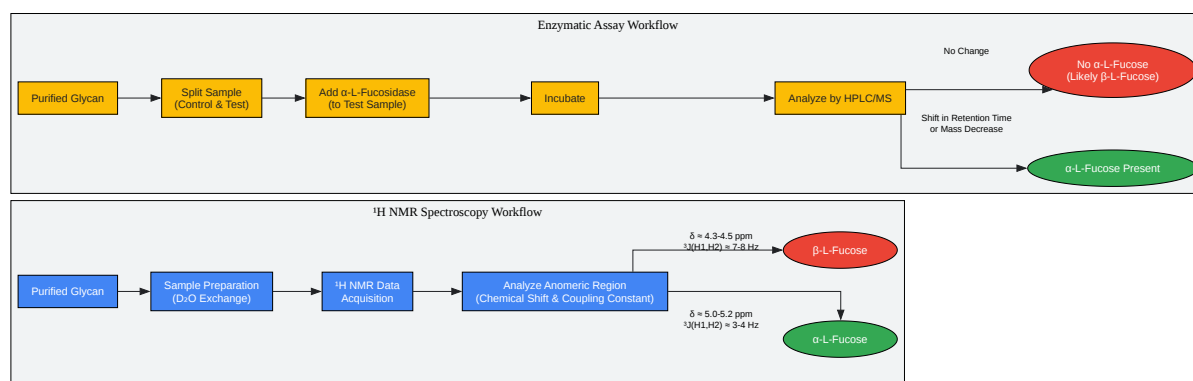 Enzymatic Assay Workflow
No Change
No α-L-Fucose
(Likely β-L-Fucose)
Purified Glycan
Split Sample
(Control & Test)
Add α-L-Fucosidase
(to Test Sample)
Incubate
Analyze by HPLC/MS
Shift in Retention Time
or Mass Decrease
α-L-Fucose Present
¹H NMR Spectroscopy Workflow
δ ≈ 4.3-4.5 ppm
³J(H1,H2) ≈ 7-8 Hz
β-L-Fucose
Purified Glycan
Sample Preparation
(D₂O Exchange)
¹H NMR Data
Acquisition
Analyze Anomeric Region
(Chemical Shift & Coupling Constant)
δ ≈ 5.0-5.2 ppm
³J(H1,H2) ≈ 3-4 Hz
α-L-Fucose